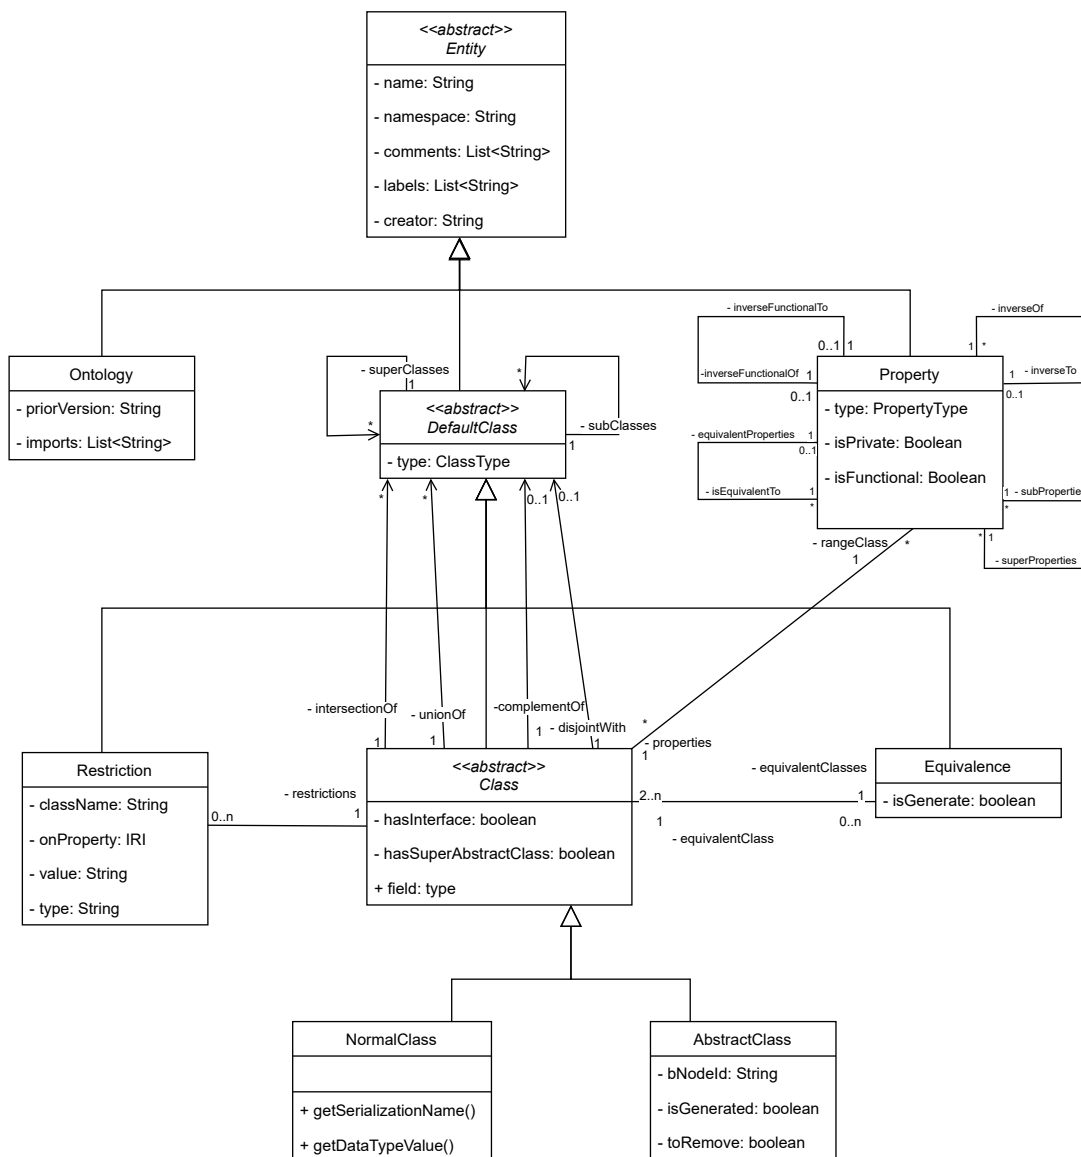 <<abstract>>
Entity
- name: String
- namespace: String
- comments: List<String>
- labels: List<String>
- creator: String
Ontology
- priorVersion: String
- imports: List<String>
- superClasses
1
*
*
<<abstract>>
DefaultClass
- type: ClassType
- subClasses
1
*
*
0..1
0..1
- inverseFunctionalTo
0..1
1
-inverseFunctionalOf
1
0..1
- equivalentProperties
1
0..1
- isEquivalentTo
1
*
- inverseOf
1
*
1
- inverseTo
0..1
Property
- type: PropertyType
- isPrivate: Boolean
- isFunctional: Boolean
1
- subProperties
*
*
1
- superProperties
- rangeClass
*
1
- intersectionOf
1
- unionOf
1
-complementOf
1
- disjointWith
1
*
- properties
1
Restriction
- className: String
- onProperty: IRI
- value: String
- type: String
- restrictions
0..n
1
<<abstract>>
Class
- hasInterface: boolean
- hasSuperAbstractClass: boolean
+ field: type
- equivalentClasses
2..n
1
1
0..n
- equivalentClass
Equivalence
- isGenerate: boolean
NormalClass
+ getSerializationName()
+ getDataTypeValue()
AbstractClass
- bNodeId: String
- isGenerated: boolean
- toRemove: boolean